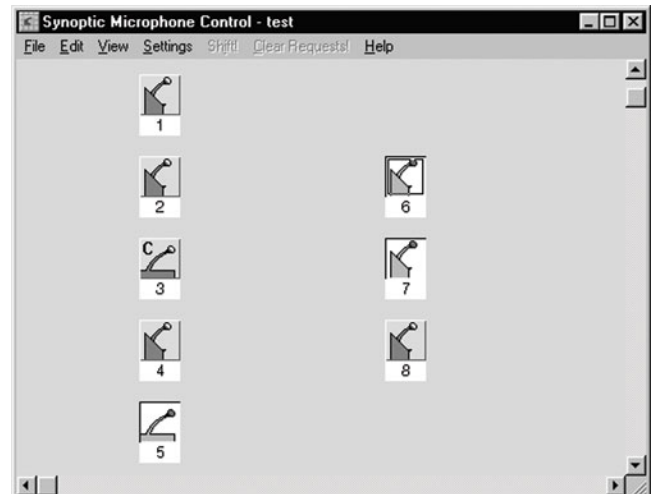 Synoptic Microphone Control - test
File Edit View Settings Shift! Clear Requests! Help
1
2
6
C
3
7
4
8
5